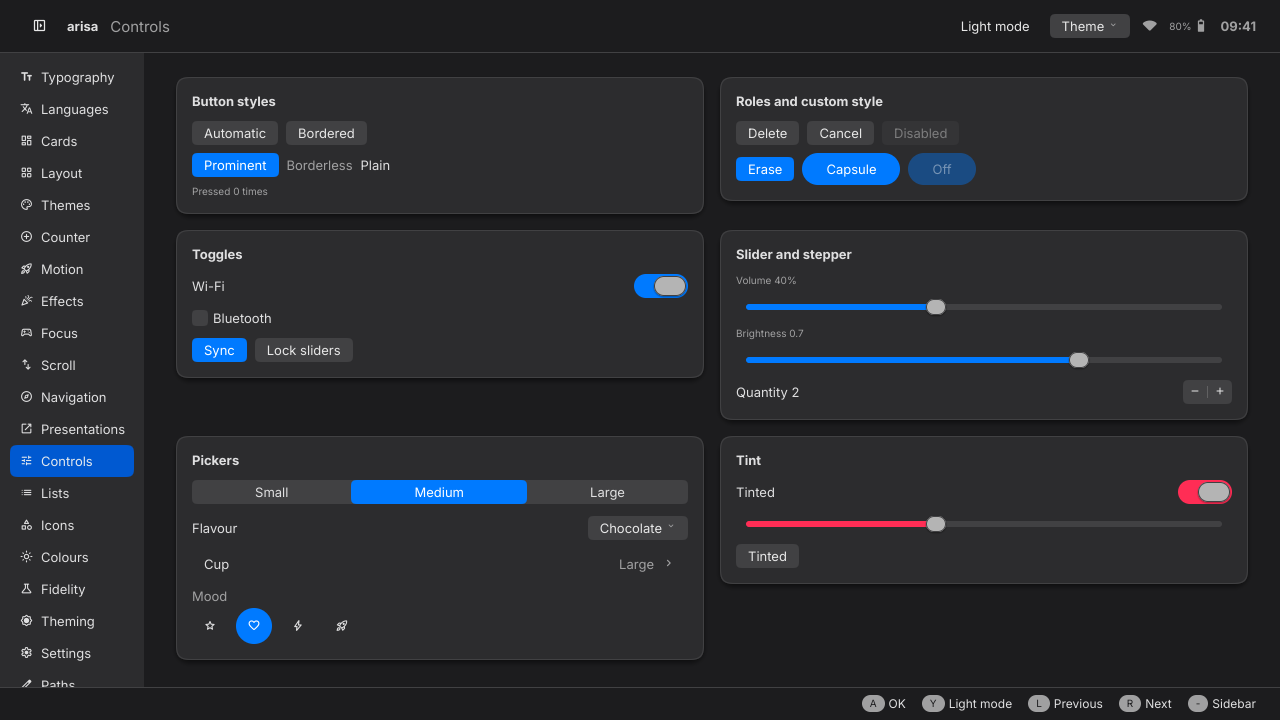 arisa Controls
Light mode
Theme
80%
09:41
Typography
Languages
Cards
Layout
Themes
Counter
Motion
Effects
Focus
Scroll
Navigation
Presentations
Controls
Lists
Icons
Colours
Fidelity
Theming
Settings
Paths
Button styles
Automatic Bordered
Prominent Borderless Plain
Pressed 0 times
Roles and custom style
Delete Cancel Disabled
Erase Capsule Off
Toggles
Wi-Fi
Bluetooth
Sync Lock sliders
Slider and stepper
Volume 40%
Brightness 0.7
Quantity 2 − +
Pickers
Small Medium Large
Flavour Chocolate
Cup Large
Mood
Tint
Tinted
Tinted
A OK Y Light mode L Previous R Next - Sidebar